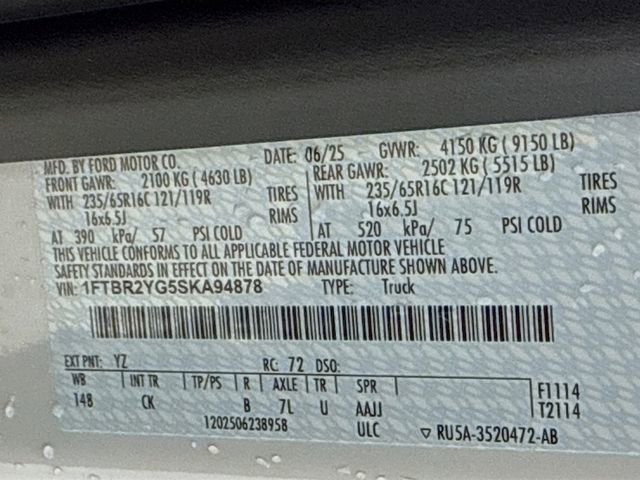 MFD. BY FORD MOTOR CO. DATE: 06/25 GVWR: 4150 KG ( 9150 LB)
FRONT GAWR: 2100 KG ( 4630 LB) REAR GAWR: 2502 KG ( 5515 LB)
WITH 235/65R16C 121/119R TIRES WITH 235/65R16C 121/119R TIRES
16x6.5J RIMS 16x6.5J RIMS
AT 390 kPa/ 57 PSI COLD AT 520 kPa/ 75 PSI COLD
THIS VEHICLE CONFORMS TO ALL APPLICABLE FEDERAL MOTOR VEHICLE
SAFETY STANDARDS IN EFFECT ON THE DATE OF MANUFACTURE SHOWN ABOVE.
VIN: 1FTBR2YG5SKA94878 TYPE: Truck
EXT PNT: YZ RC: 72 DSO:
WB INT TR TP/PS R AXLE TR SPR F1114
148 CK B 7L U AAJJ T2114
1202506238958 ULC ▽ RU5A-3520472-AB